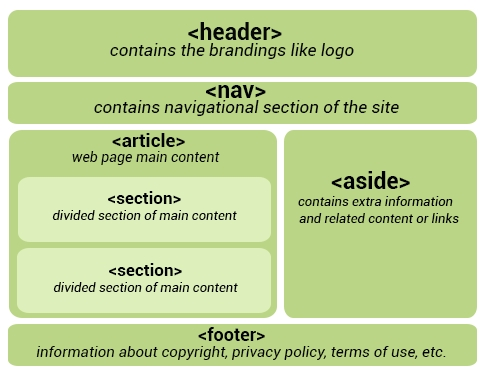 <header>
contains the brandings like logo
<nav>
contains navigational section of the site
<article>
web page main content
<section>
divided section of main content
<section>
divided section of main content
<aside>
contains extra information
and related content or links
<footer>
information about copyright, privacy policy, terms of use, etc.